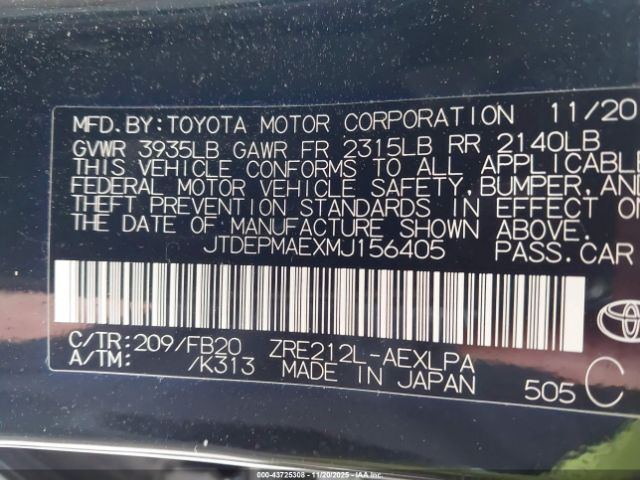 MFD.BY:TOYOTA MOTOR CORPORATION 11/20
GVWR 3935LB GAWR FR 2315LB RR 2140LB
THIS VEHICLE CONFORMS TO ALL APPLICABLE
FEDERAL MOTOR VEHICLE SAFETY,BUMPER,AND
THEFT PREVENTION STANDARDS IN EFFECT ON
THE DATE OF MANUFACTURE SHOWN ABOVE.
JTDEPMAEXMJ156405 PASS.CAR
C/TR:209/FB20 ZRE212L-AEXLPA
A/TM: /K313 MADE IN JAPAN 505 C
© 43725308 - 11/20/2025 - IAA Inc.